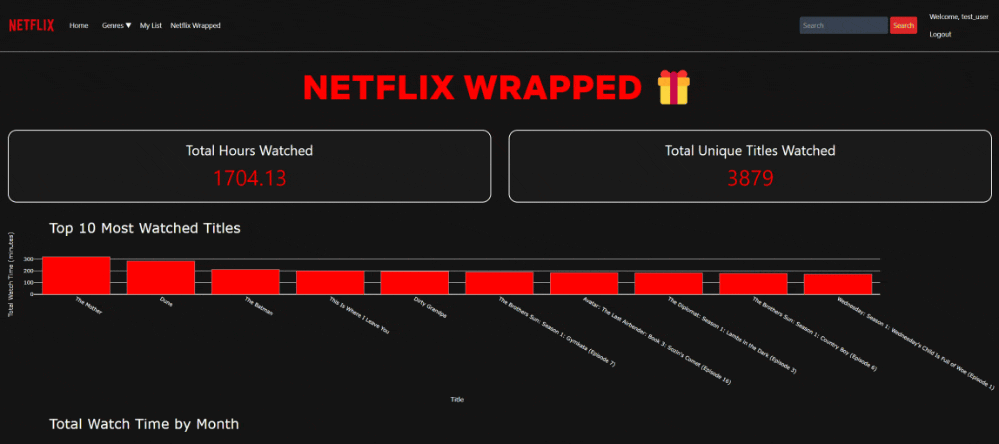 NETFLIX Home Genres ▼ My List Netflix Wrapped Search Search Welcome, test_user
Logout
NETFLIX WRAPPED
Total Hours Watched
1704.13
Total Unique Titles Watched
3879
Top 10 Most Watched Titles
Total Watch Time (minutes)
300
200
100
0
The Mother
Dune
The Batman
This Is Where I Leave You
Dirty Grandpa
The Brothers Sun: Season 1: Gymkata (Episode 7)
Avatar: The Last Airbender: Book 3: Sozin's Comet (Episode 16)
The Diplomat: Season 1: Lambs in the Dark (Episode 3)
The Brothers Sun: Season 1: Country Boy (Episode 6)
Wednesday: Season 1: Wednesday's Child Is Full of Woe (Episode 1)
Title
Total Watch Time by Month